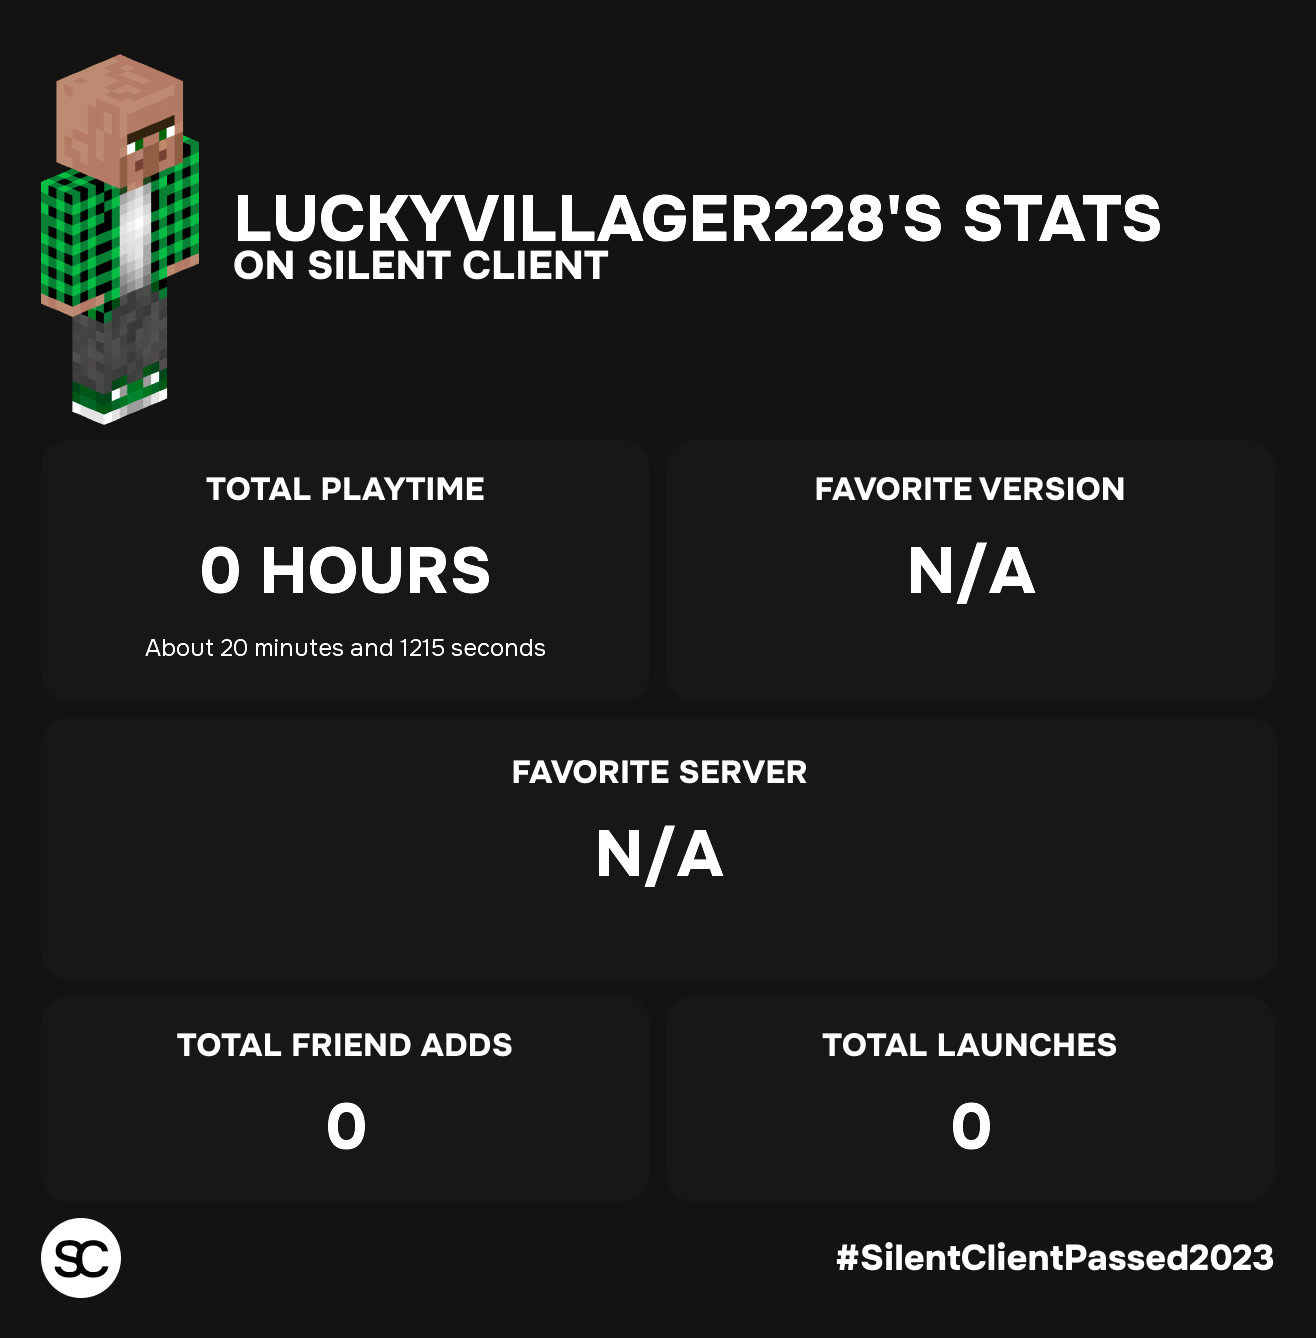 LUCKYVILLAGER228'S STATS
ON SILENT CLIENT
TOTAL PLAYTIME
0 HOURS
About 20 minutes and 1215 seconds
FAVORITE VERSION
N/A
FAVORITE SERVER
N/A
TOTAL FRIEND ADDS
0
TOTAL LAUNCHES
0
SC
#SilentClientPassed2023